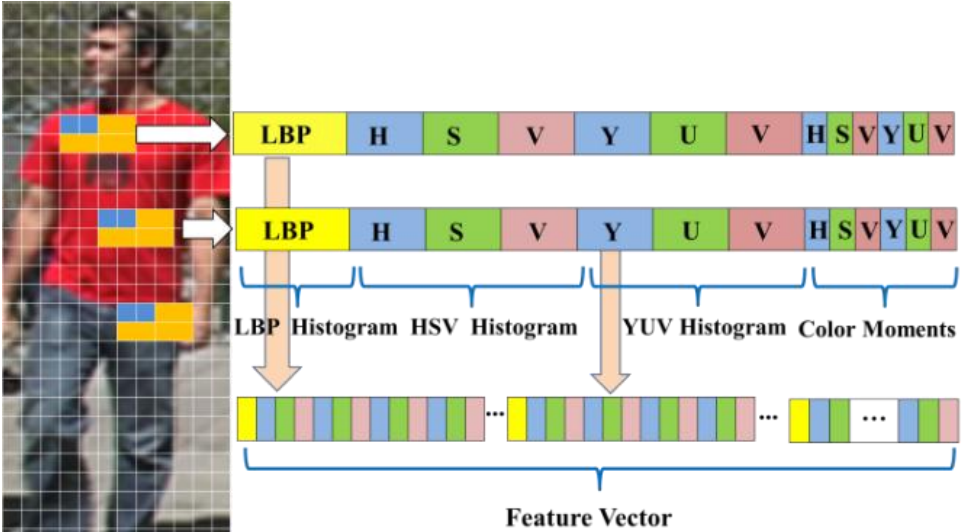 LBP H S V Y U V H S V Y U V
LBP H S V Y U V H S V Y U V
LBP Histogram HSV Histogram YUV Histogram Color Moments
... ... ...
Feature Vector